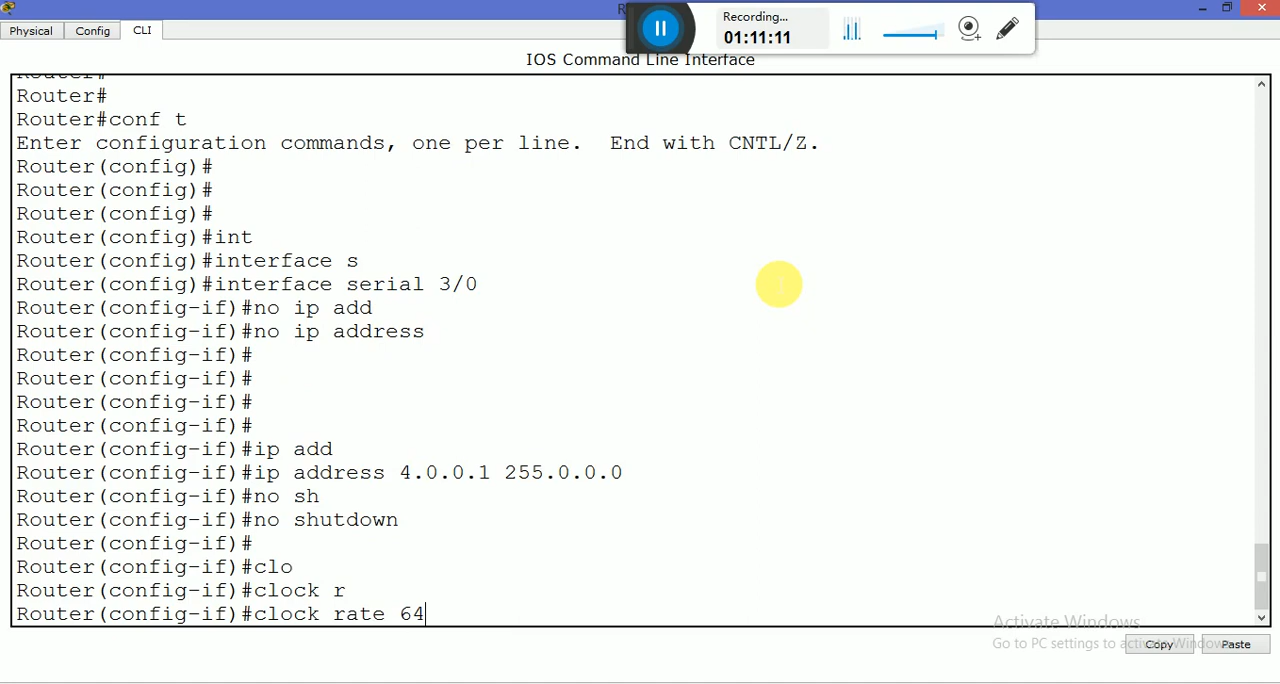 Recording...
01:11:11
Physical Config CLI
IOS Command Line Interface
Router#
Router#
Router#conf t
Enter configuration commands, one per line.  End with CNTL/Z.
Router(config)#
Router(config)#
Router(config)#
Router(config)#int
Router(config)#interface s
Router(config)#interface serial 3/0
Router(config-if)#no ip add
Router(config-if)#no ip address
Router(config-if)#
Router(config-if)#
Router(config-if)#
Router(config-if)#
Router(config-if)#ip add
Router(config-if)#ip address 4.0.0.1 255.0.0.0
Router(config-if)#no sh
Router(config-if)#no shutdown
Router(config-if)#
Router(config-if)#clo
Router(config-if)#clock r
Router(config-if)#clock rate 64
Activate Windows
Go to PC settings to activate Windows.
Copy Paste